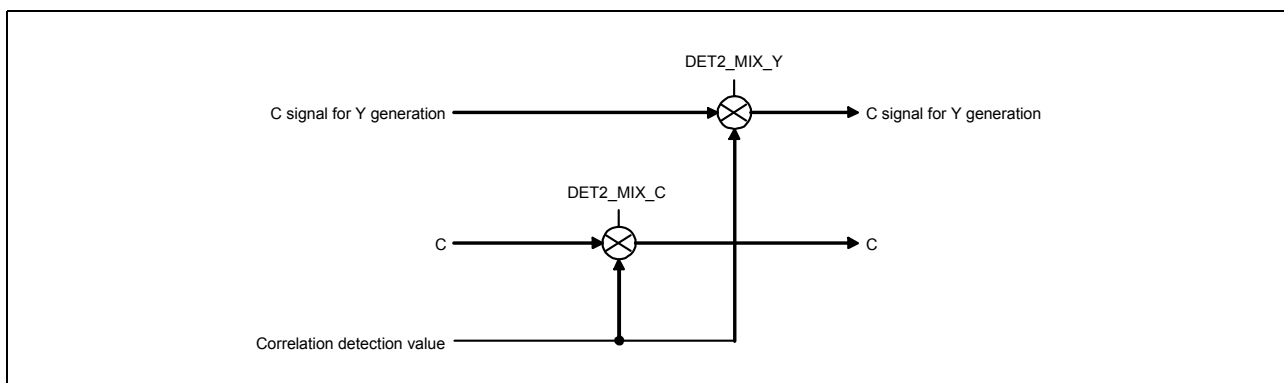 DET2_MIX_Y
C signal for Y generation
C signal for Y generation
DET2_MIX_C
C
C
Correlation detection value